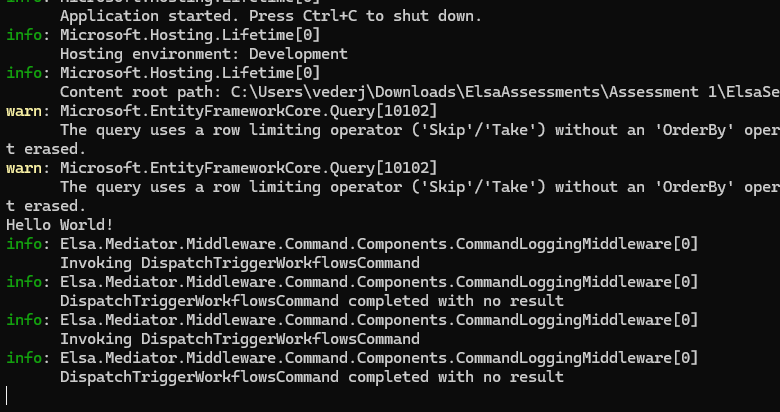 info: Microsoft.Hosting.Lifetime[0]
Application started. Press Ctrl+C to shut down.
info: Microsoft.Hosting.Lifetime[0]
Hosting environment: Development
info: Microsoft.Hosting.Lifetime[0]
Content root path: C:\Users\vederj\Downloads\ElsaAssessments\Assessment 1\ElsaSe
warn: Microsoft.EntityFrameworkCore.Query[10102]
The query uses a row limiting operator ('Skip'/'Take') without an 'OrderBy' oper
t erased.
warn: Microsoft.EntityFrameworkCore.Query[10102]
The query uses a row limiting operator ('Skip'/'Take') without an 'OrderBy' oper
t erased.
Hello World!
info: Elsa.Mediator.Middleware.Command.Components.CommandLoggingMiddleware[0]
Invoking DispatchTriggerWorkflowsCommand
info: Elsa.Mediator.Middleware.Command.Components.CommandLoggingMiddleware[0]
DispatchTriggerWorkflowsCommand completed with no result
info: Elsa.Mediator.Middleware.Command.Components.CommandLoggingMiddleware[0]
Invoking DispatchTriggerWorkflowsCommand
info: Elsa.Mediator.Middleware.Command.Components.CommandLoggingMiddleware[0]
DispatchTriggerWorkflowsCommand completed with no result